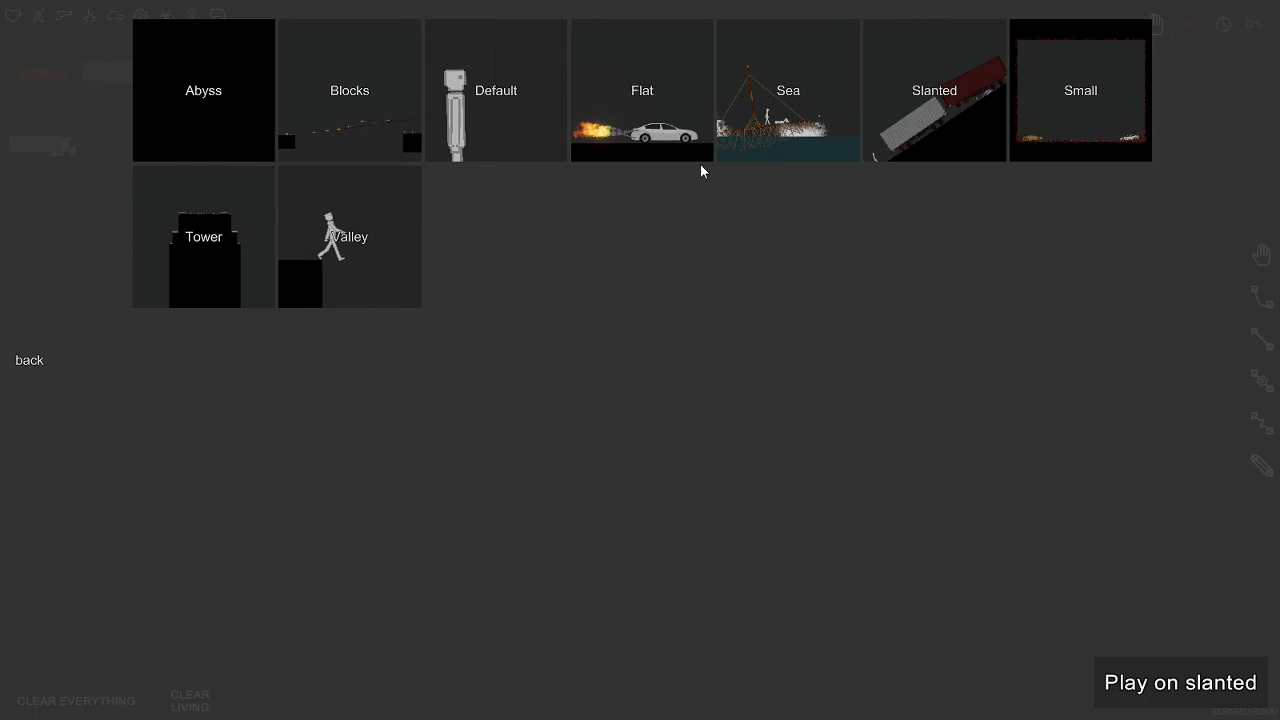 Abyss
Blocks
Default
Flat
Sea
Slanted
Small
Tower
Valley
back
CLEAR EVERYTHING
CLEAR
LIVING
Play on slanted